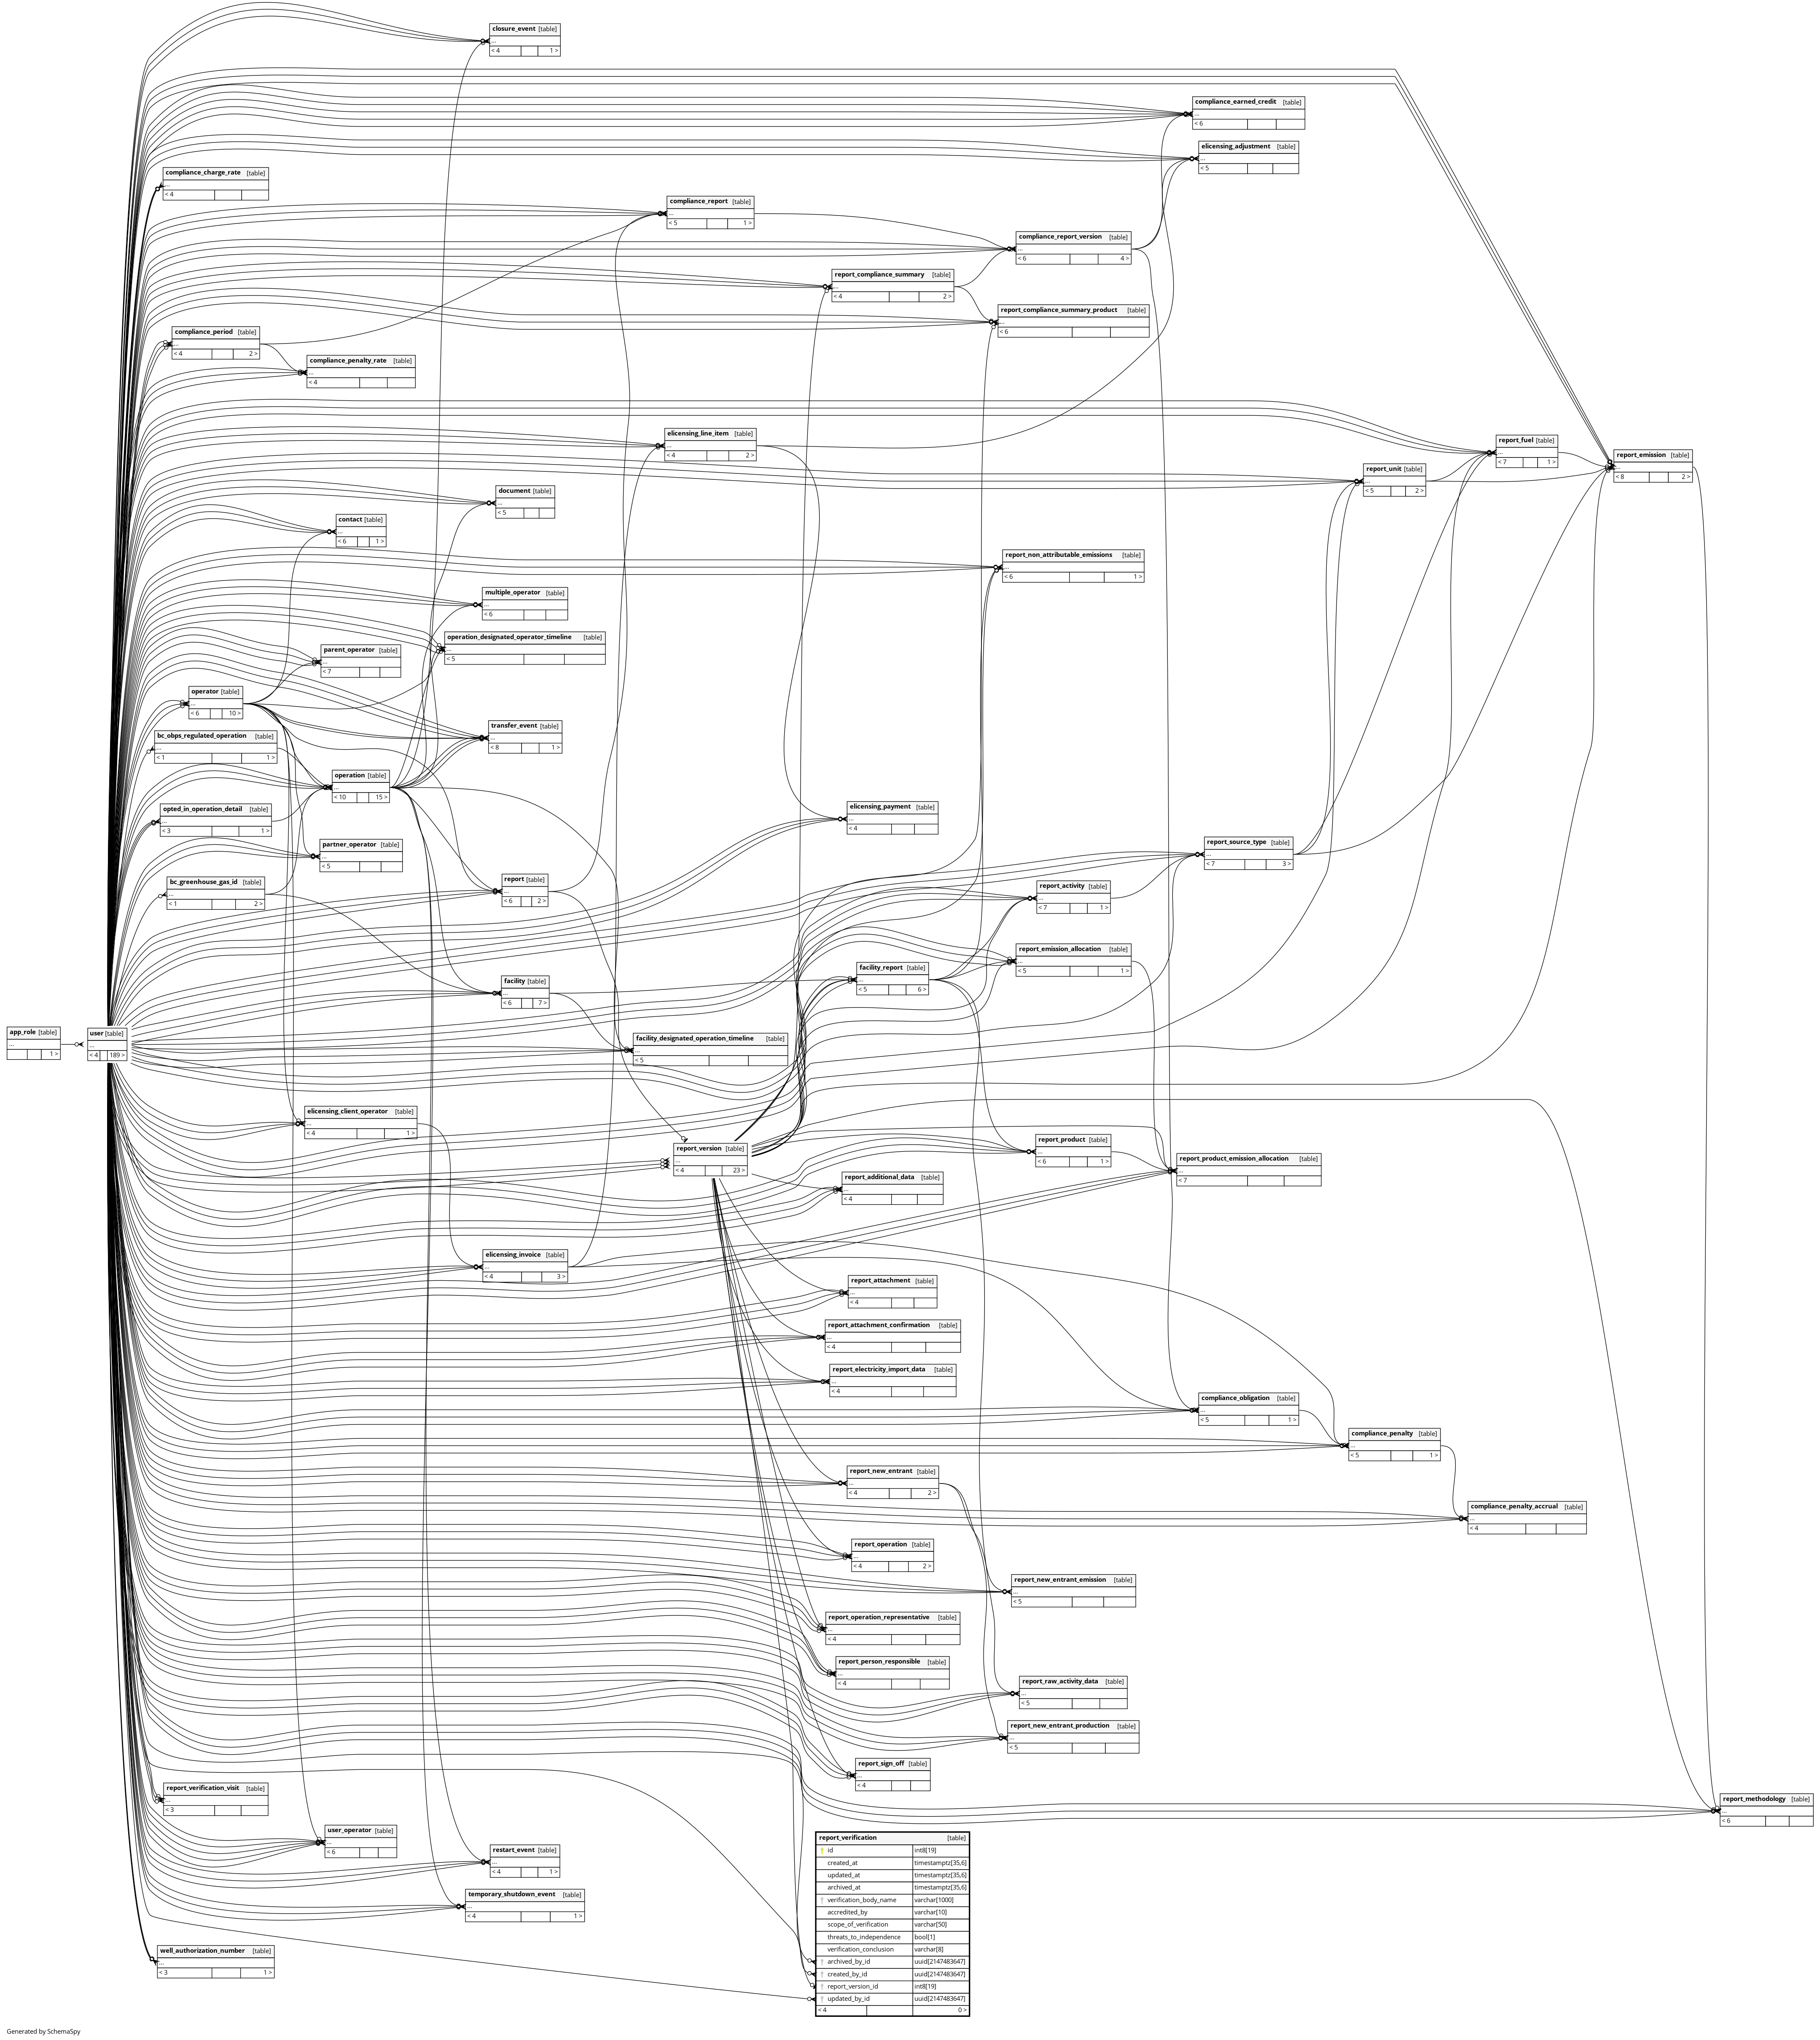 closure_event [table]
...
< 4 1 >
compliance_earned_credit [table]
...
< 6
elicensing_adjustment [table]
...
< 5
compliance_charge_rate [table]
...
< 4
compliance_report [table]
...
< 5 1 >
compliance_report_version [table]
...
< 6 4 >
report_compliance_summary [table]
...
< 4 2 >
report_compliance_summary_product [table]
...
< 6
compliance_period [table]
...
< 4 2 >
compliance_penalty_rate [table]
...
< 4
elicensing_line_item [table]
...
< 4 2 >
report_fuel [table]
...
< 7 1 >
report_emission [table]
...
< 8 2 >
report_unit [table]
...
< 5 2 >
document [table]
...
< 5
contact [table]
...
< 6 1 >
report_non_attributable_emissions [table]
...
< 6 1 >
multiple_operator [table]
...
< 6
operation_designated_operator_timeline [table]
...
< 5
parent_operator [table]
...
< 7
operator [table]
...
< 6 10 >
transfer_event [table]
...
< 8 1 >
bc_obps_regulated_operation [table]
...
< 1 1 >
operation [table]
...
< 10 15 >
opted_in_operation_detail [table]
...
< 3 1 >
elicensing_payment [table]
...
< 4
partner_operator [table]
...
< 5
report_source_type [table]
...
< 7 3 >
bc_greenhouse_gas_id [table]
...
< 1 2 >
report [table]
...
< 6 2 >
report_activity [table]
...
< 7 1 >
report_emission_allocation [table]
...
< 5 1 >
facility_report [table]
...
< 5 6 >
facility [table]
...
< 6 7 >
app_role [table]
...
1 >
user [table]
...
< 4 189 >
facility_designated_operation_timeline [table]
...
< 5
elicensing_client_operator [table]
...
< 4 1 >
report_version [table]
...
< 4 23 >
report_product [table]
...
< 6 1 >
report_product_emission_allocation [table]
...
< 7
report_additional_data [table]
...
< 4
elicensing_invoice [table]
...
< 4 3 >
report_attachment [table]
...
< 4
report_attachment_confirmation [table]
...
< 4
report_electricity_import_data [table]
...
< 4
compliance_obligation [table]
...
< 5 1 >
compliance_penalty [table]
...
< 5 1 >
report_new_entrant [table]
...
< 4 2 >
compliance_penalty_accrual [table]
...
< 4
report_operation [table]
...
< 4 2 >
report_new_entrant_emission [table]
...
< 5
report_operation_representative [table]
...
< 4
report_person_responsible [table]
...
< 4
report_raw_activity_data [table]
...
< 5
report_new_entrant_production [table]
...
< 5
report_sign_off [table]
...
< 4
report_verification_visit [table]
...
< 3
report_methodology [table]
...
< 6
user_operator [table]
...
< 6
restart_event [table]
...
< 4 1 >
temporary_shutdown_event [table]
...
< 4 1 >
well_authorization_number [table]
...
< 3 1 >
report_verification [table]
id int8[19]
created_at timestamptz[35,6]
updated_at timestamptz[35,6]
archived_at timestamptz[35,6]
verification_body_name varchar[1000]
accredited_by varchar[10]
scope_of_verification varchar[50]
threats_to_independence bool[1]
verification_conclusion varchar[8]
archived_by_id uuid[2147483647]
created_by_id uuid[2147483647]
report_version_id int8[19]
updated_by_id uuid[2147483647]
< 4 0 >
Generated by SchemaSpy